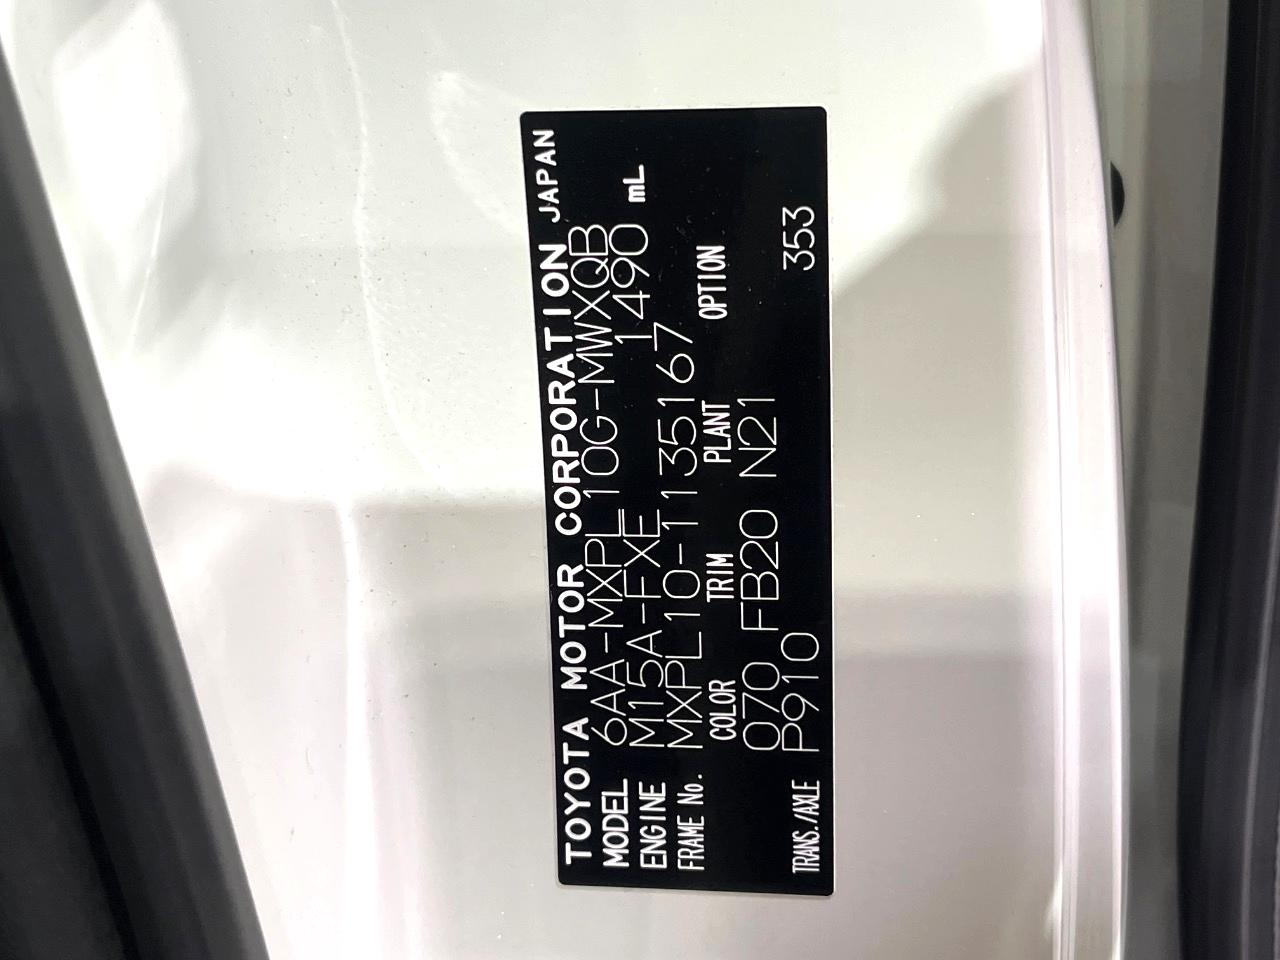 TOYOTA MOTOR CORPORATION JAPAN
MODEL 6AA-MXPL10G-MWXQB
ENGINE M15A-FXE 1490 mL
FRAME No. MXPL10-1135167
COLOR TRIM PLANT OPTION
070 FB20 N21
TRANS./AXLE P910 353